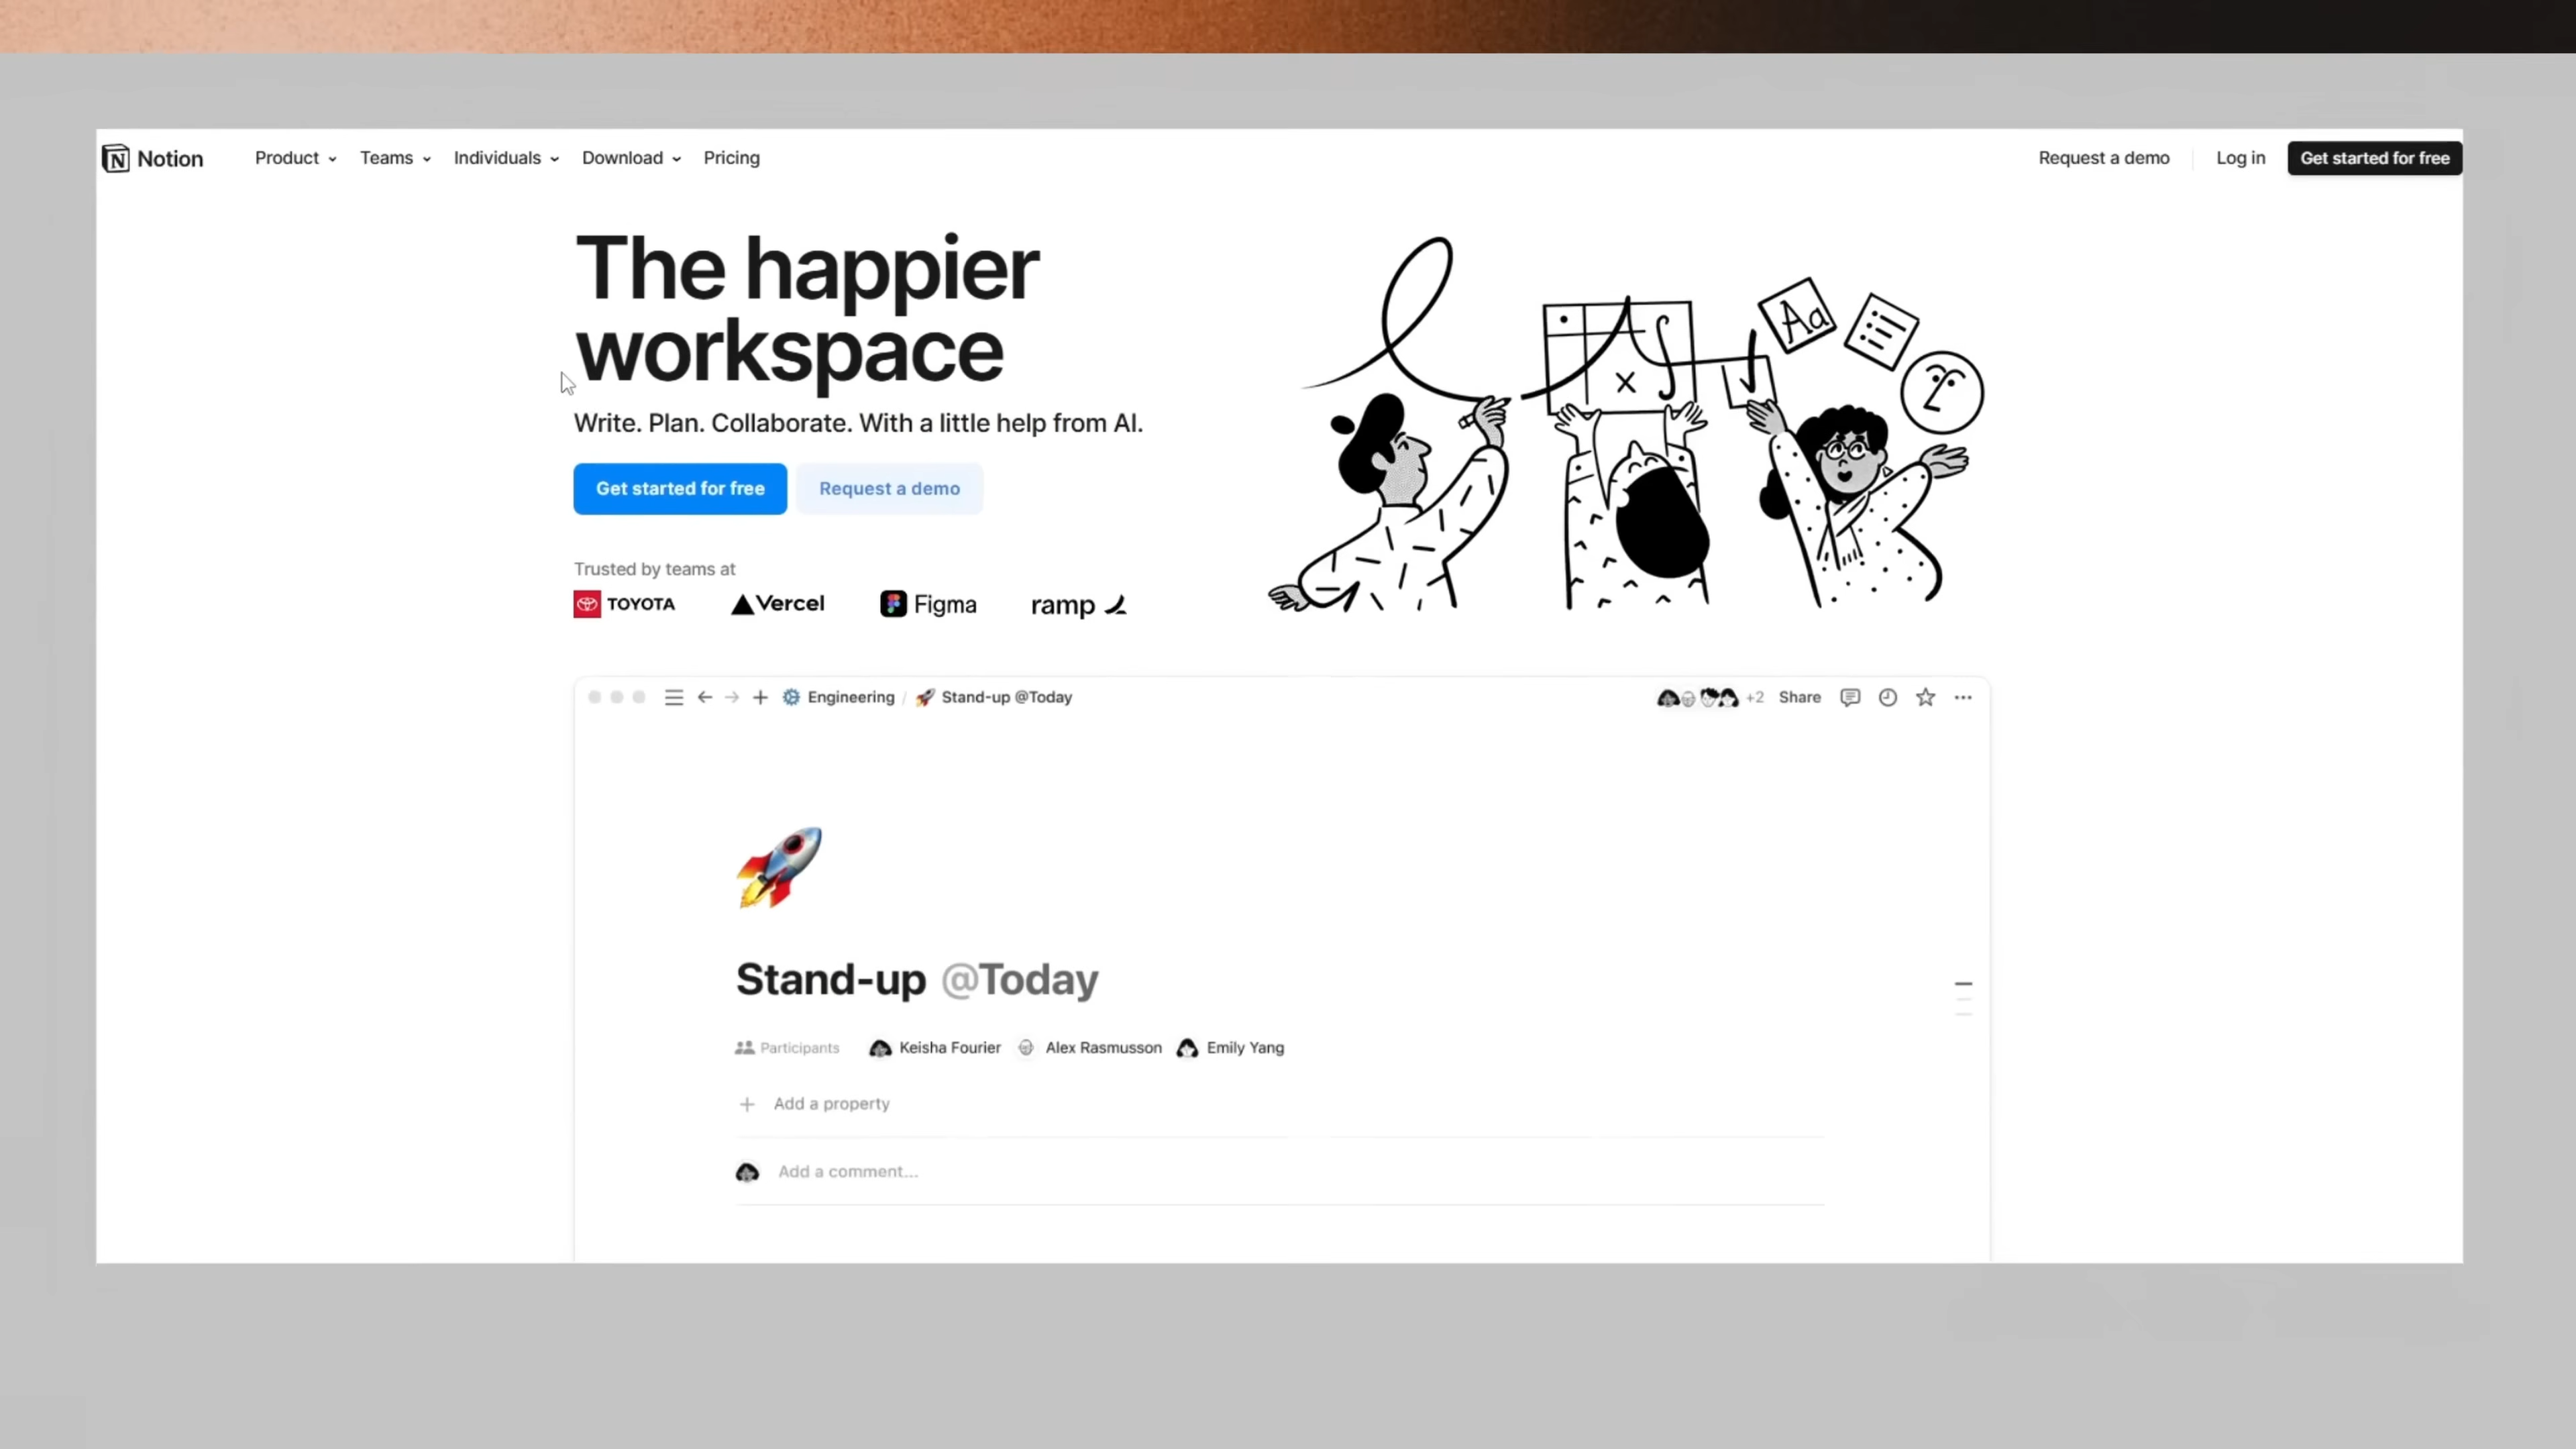 Notion
Product
Teams
Individuals
Download
Pricing
Request a demo
Log in
Get started for free
The happier
workspace
Write. Plan. Collaborate. With a little help from AI.
Get started for free
Request a demo
Trusted by teams at
TOYOTA
Vercel
Figma
ramp
Aa
Engineering / Stand-up @Today
+2
Share
Stand-up @Today
Participants Keisha Fourier Alex Rasmusson Emily Yang
Add a property
Add a comment...